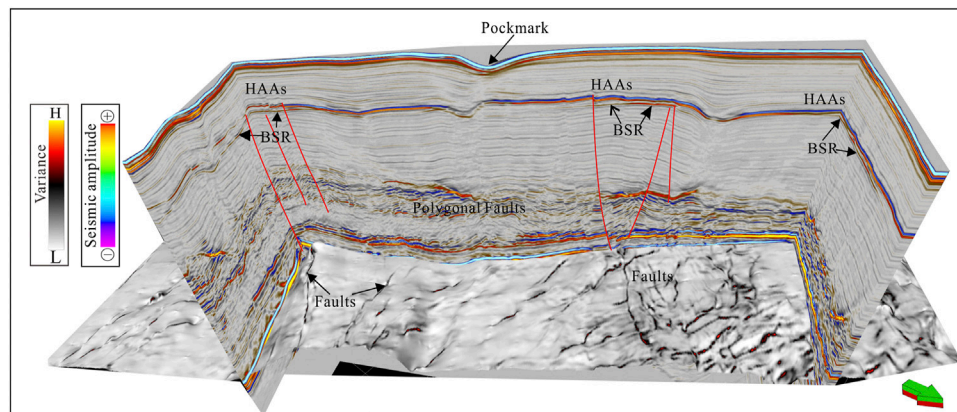 Pockmark
HAAs
HAAs
HAAs
H
⊕
BSR
BSR
BSR
Variance
Seismic amplitude
Polygonal Faults
L
⊖
Faults
Faults